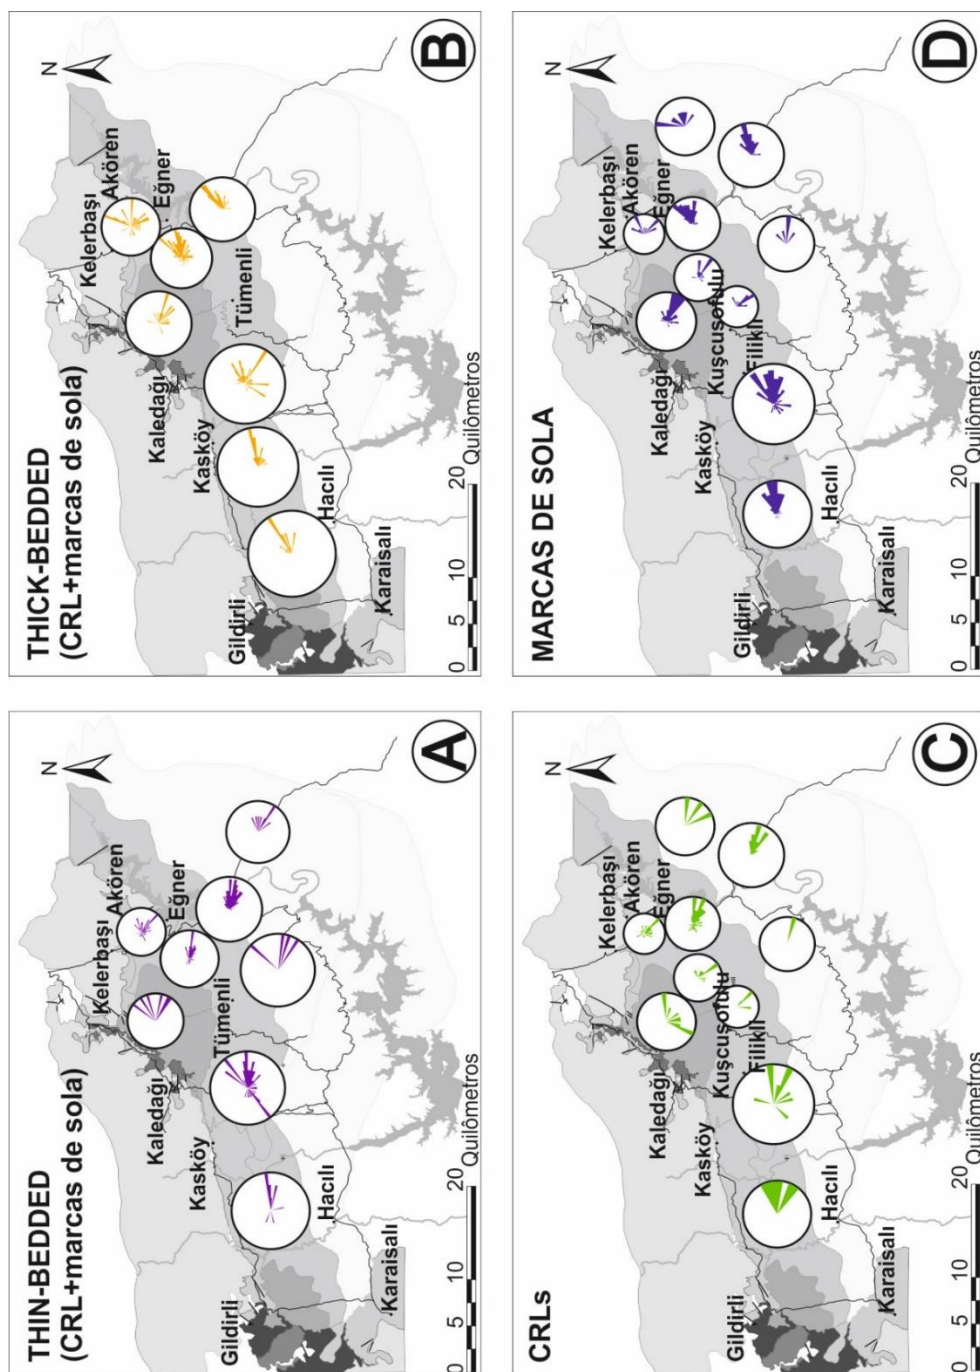 THIN-BEDDED
(CRL+marcas de sola)
N
Kelerbaşı
Akören
Eğner
Kaledağı
Tümenli
Kasköy
Gildirli
Hacılı
Karaisalı
0 5 10 20
Quilômetros
A
THICK-BEDDED
(CRL+marcas de sola)
N
Kelerbaşı
Akören
Eğner
Kaledağı
Tümenli
Kasköy
Gildirli
Hacılı
Karaisalı
0 5 10 20
Quilômetros
B
CRLs
N
Kelerbaşı
Akören
Eğner
Kaledağı
Kuşcusofulu
Filikli
Kasköy
Gildirli
Hacılı
Karaisalı
0 5 10 20
Quilômetros
C
MARCAS DE SOLA
N
Kelerbaşı
Akören
Eğner
Kaledağı
Kuşcusofulu
Filikli
Kasköy
Gildirli
Hacılı
Karaisalı
0 5 10 20
Quilômetros
D